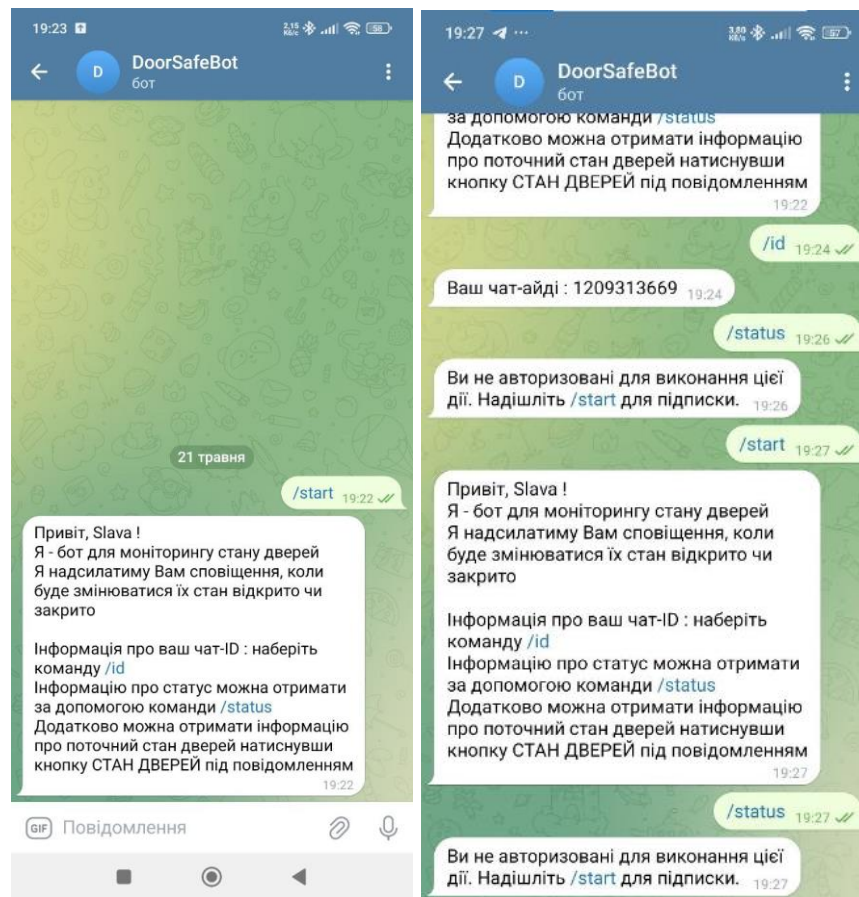 19:23
2,15 КБ/с
58
D
DoorSafeBot
бот
21 травня
/start 19:22
Привіт, Slava !
Я - бот для моніторингу стану дверей
Я надсилатиму Вам сповіщення, коли
буде змінюватися їх стан відкрито чи
закрито
Інформація про ваш чат-ID : наберіть
команду /id
Інформацію про статус можна отримати
за допомогою команди /status
Додатково можна отримати інформацію
про поточний стан дверей натиснувши
кнопку СТАН ДВЕРЕЙ під повідомленням
19:22
GIF Повідомлення
19:27
3,80 КБ/с
57
D
DoorSafeBot
бот
за допомогою команди /status
Додатково можна отримати інформацію
про поточний стан дверей натиснувши
кнопку СТАН ДВЕРЕЙ під повідомленням
19:22
/id 19:24
Ваш чат-айді : 1209313669 19:24
/status 19:26
Ви не авторизовані для виконання цієї
дії. Надішліть /start для підписки. 19:26
/start 19:27
Привіт, Slava !
Я - бот для моніторингу стану дверей
Я надсилатиму Вам сповіщення, коли
буде змінюватися їх стан відкрито чи
закрито
Інформація про ваш чат-ID : наберіть
команду /id
Інформацію про статус можна отримати
за допомогою команди /status
Додатково можна отримати інформацію
про поточний стан дверей натиснувши
кнопку СТАН ДВЕРЕЙ під повідомленням
19:27
/status 19:27
Ви не авторизовані для виконання цієї
дії. Надішліть /start для підписки. 19:27